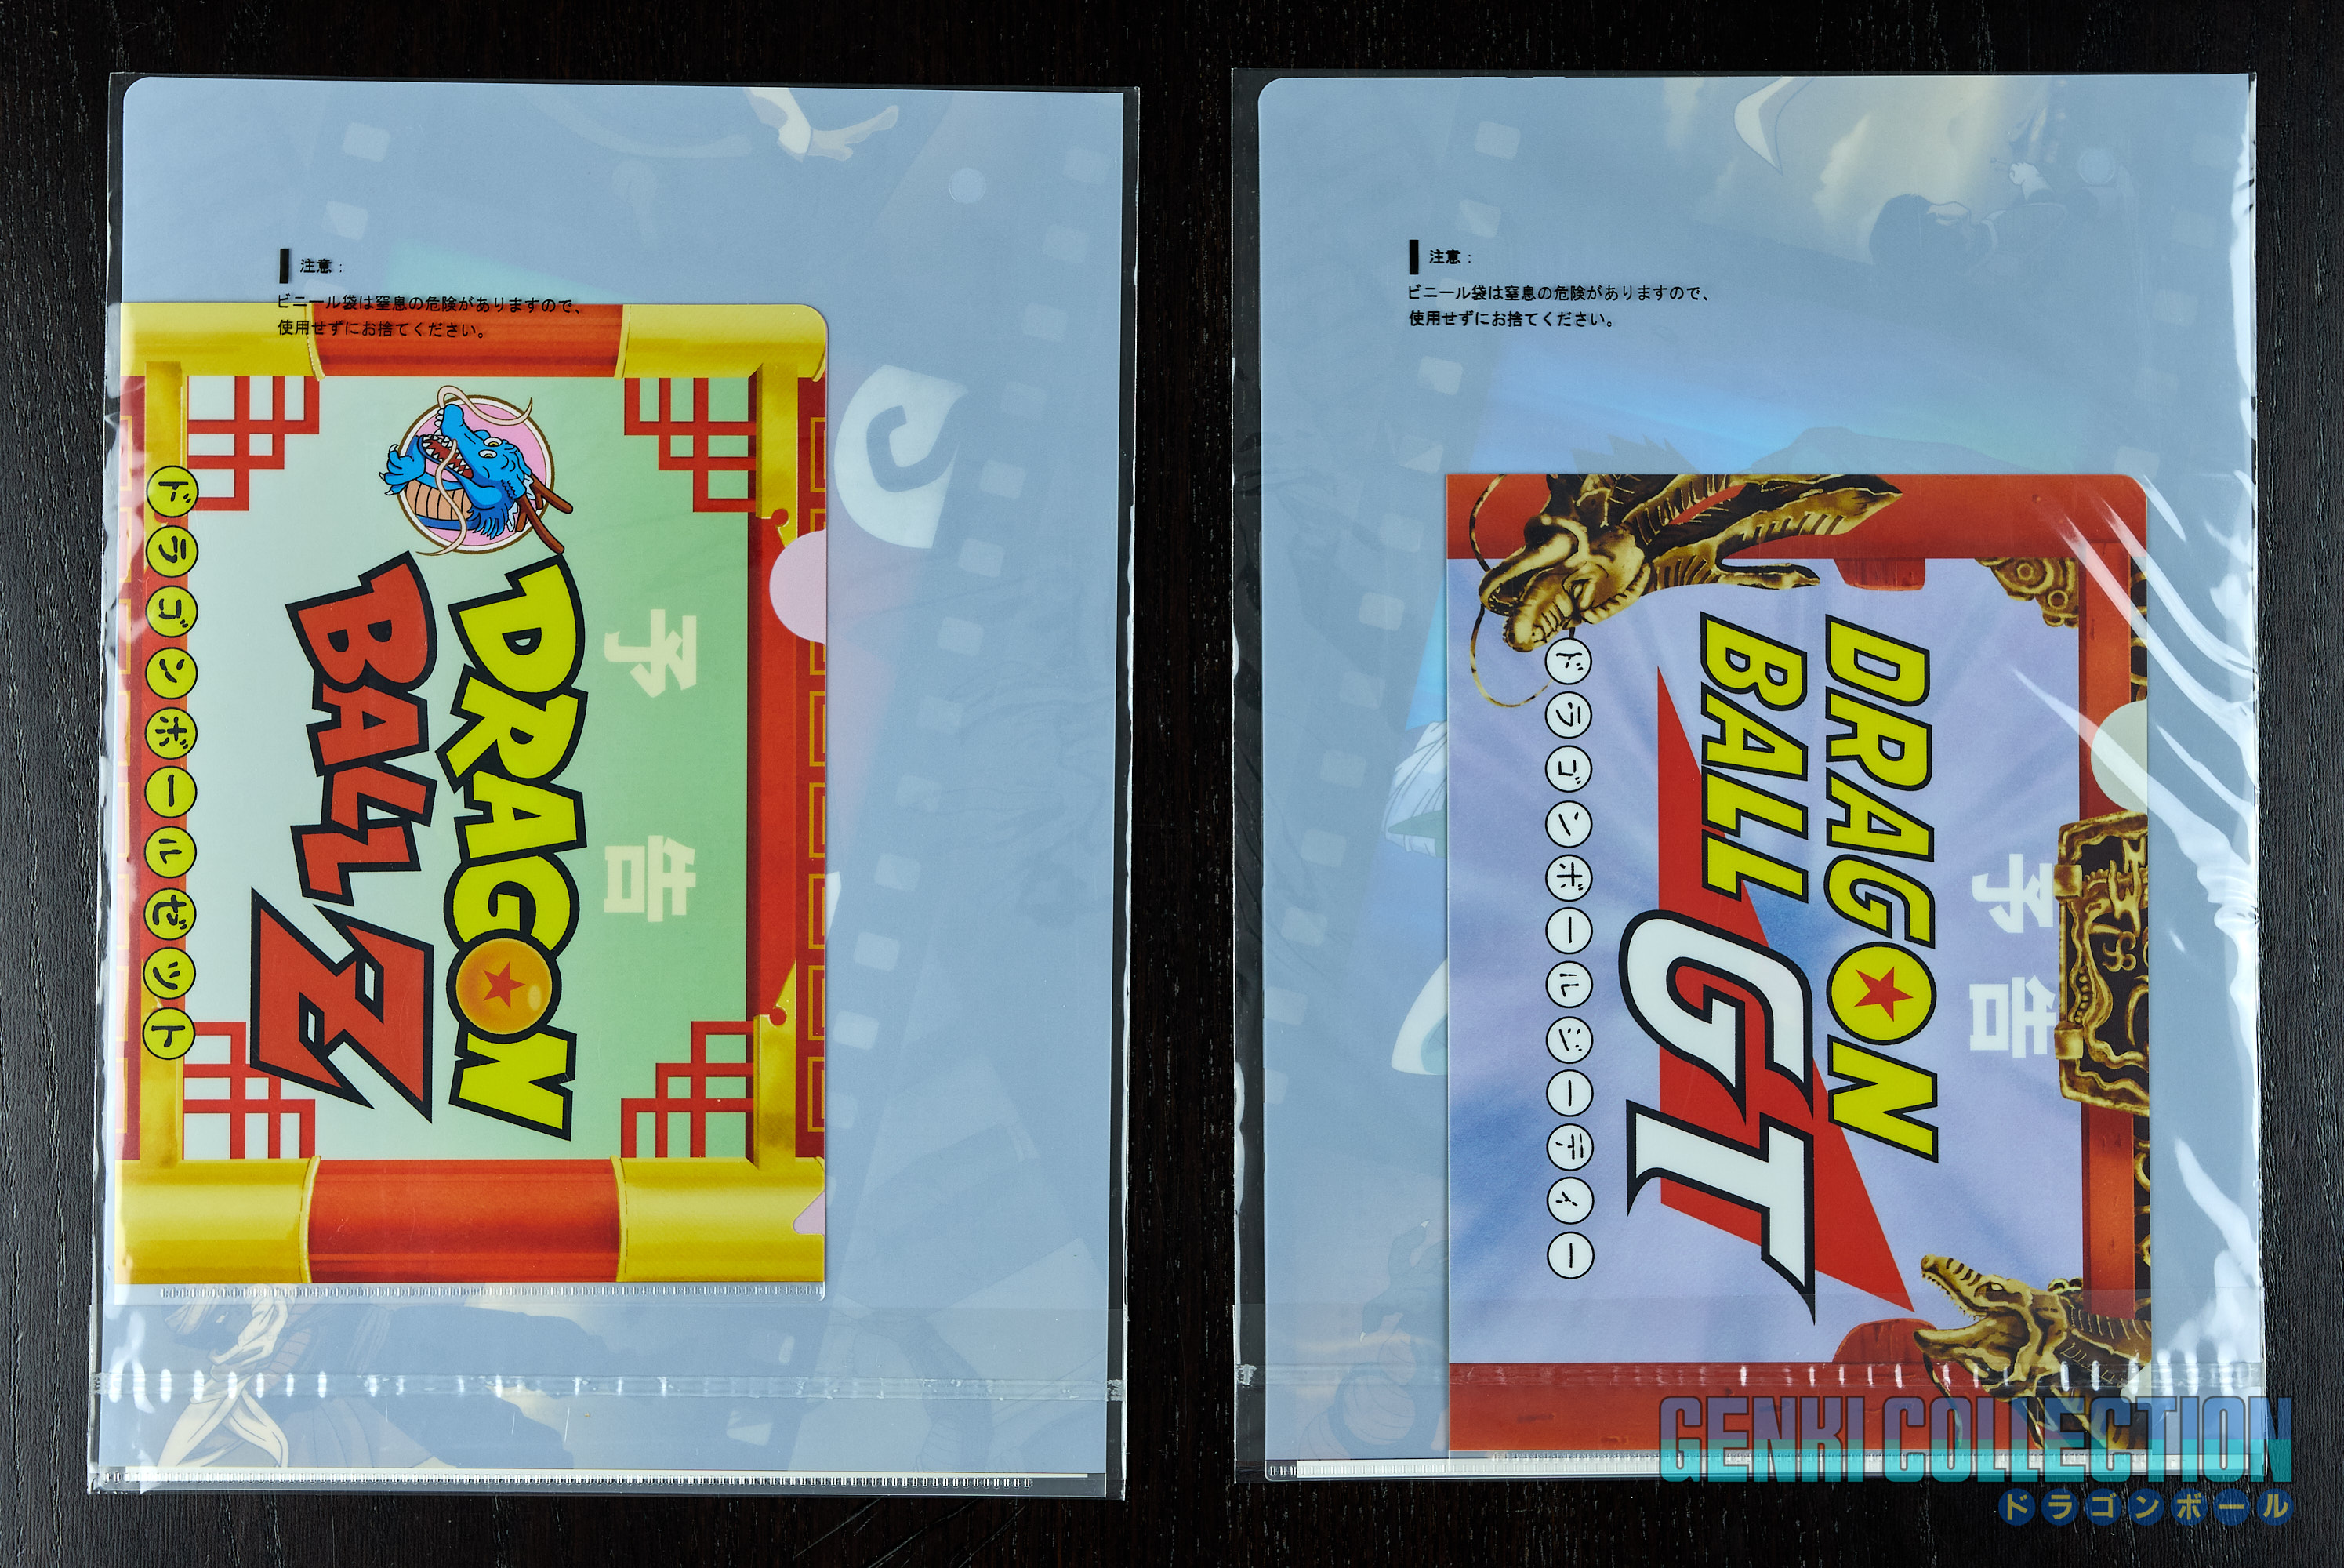 注意：
ビニール袋は窒息の危険がありますので、
使用せずにお捨てください。
予告
DRAGON
BALL Z
ドラゴンボールゼット
注意：
ビニール袋は窒息の危険がありますので、
使用せずにお捨てください。
予告
DRAGON
BALL
GT
ドラゴンボールジーティー
GENKI COLLECTION
ドラゴンボール